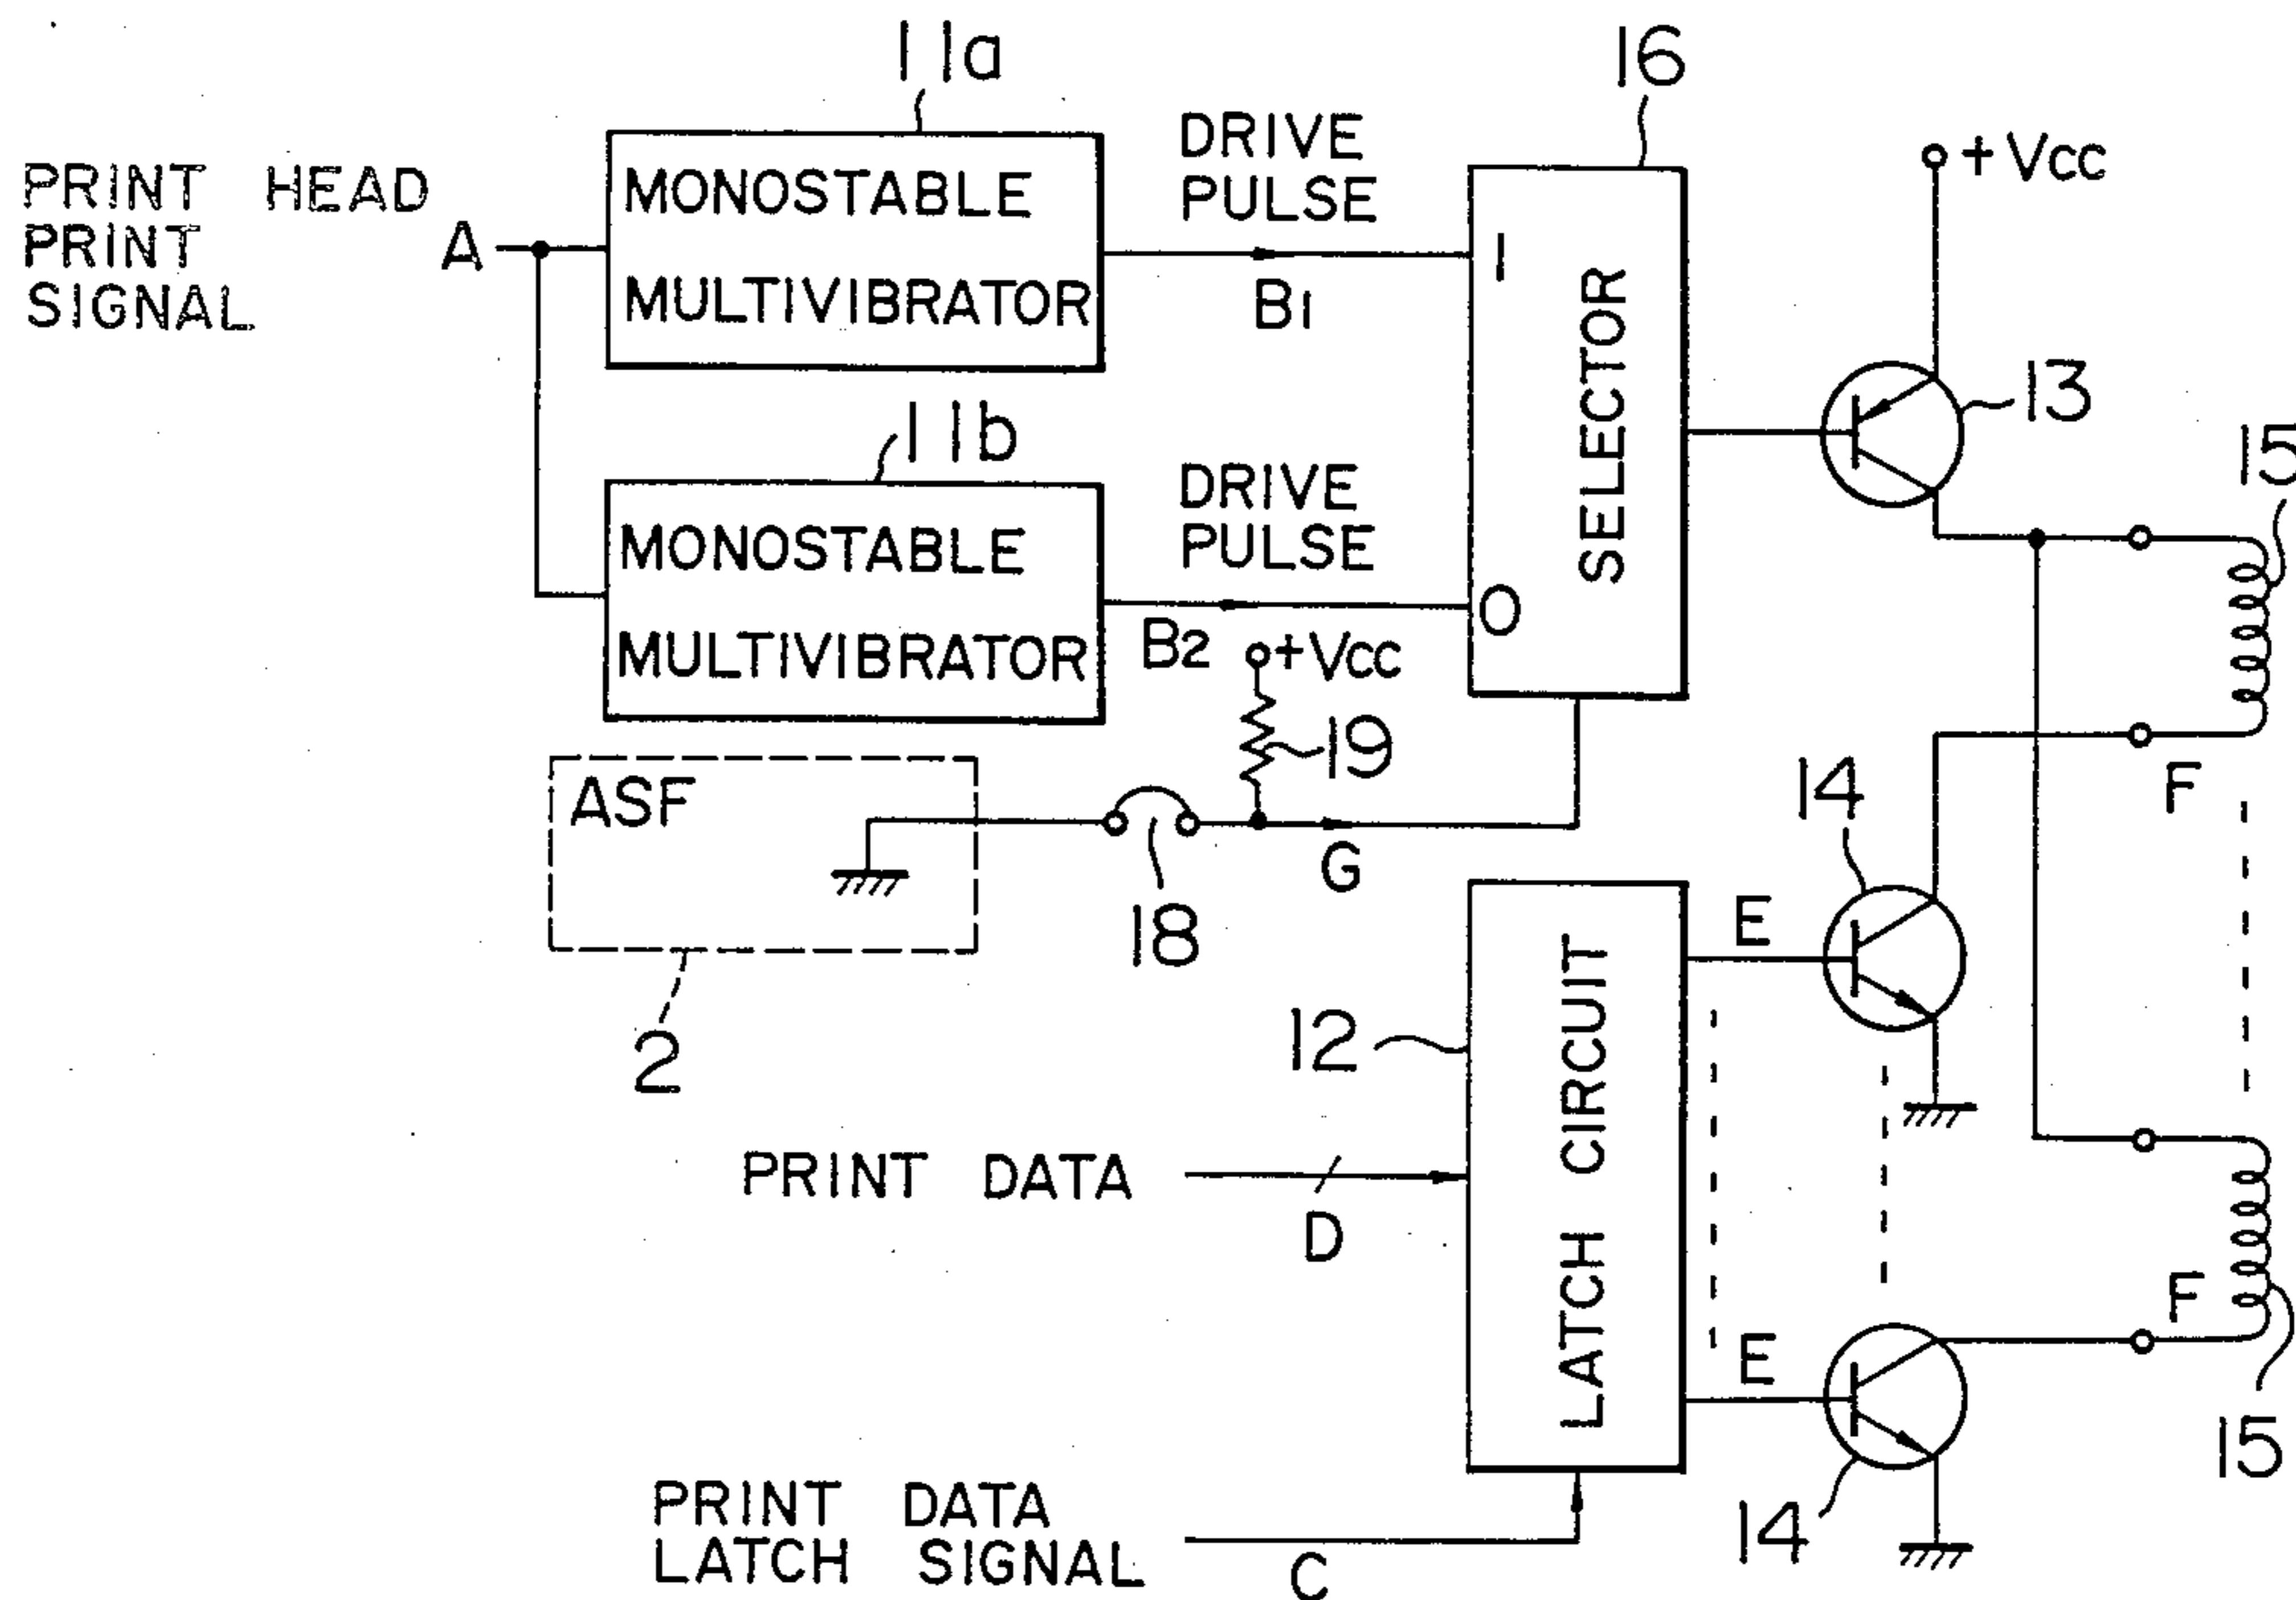 11a
16
PRINT HEAD
PRINT
SIGNAL
A
MONOSTABLE
MULTIVIBRATOR
DRIVE
PULSE
B1
1
SELECTOR
+Vcc
13
15
11b
MONOSTABLE
MULTIVIBRATOR
DRIVE
PULSE
B2
0
+Vcc
19
ASF
18
G
2
F
14
E
12
LATCH CIRCUIT
PRINT DATA
D
F
E
15
14
PRINT DATA
LATCH SIGNAL
C